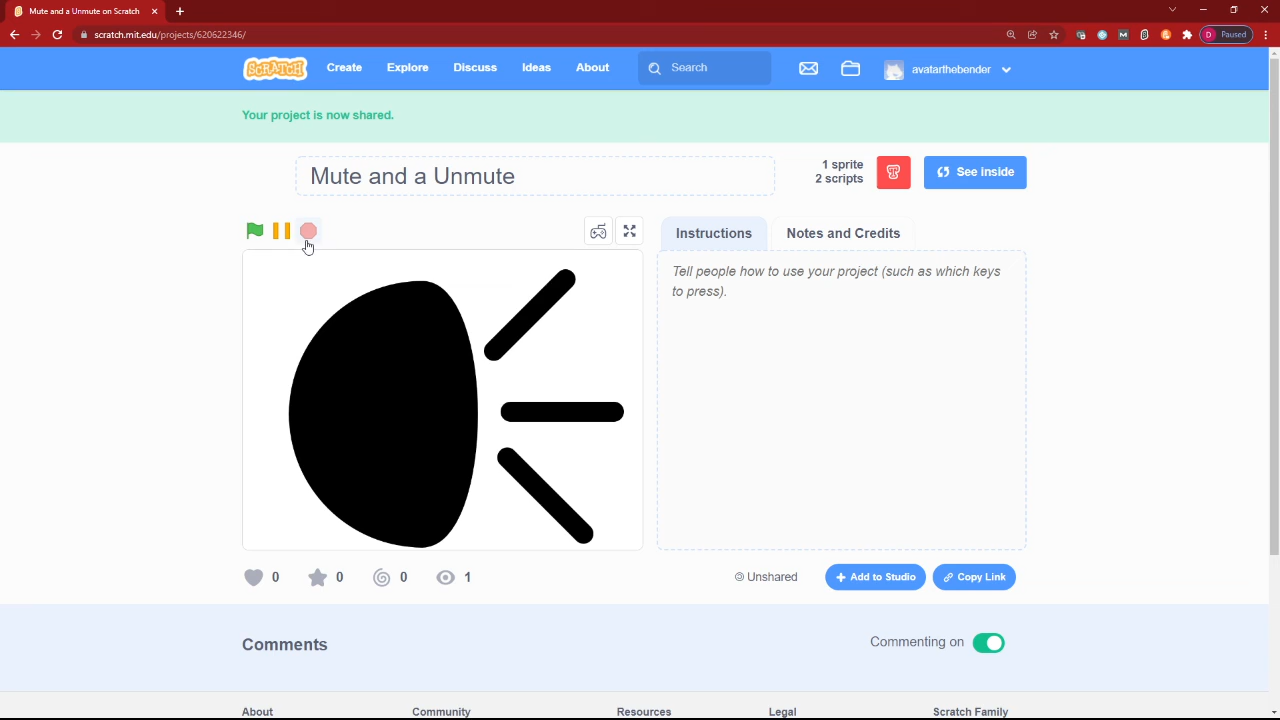 Mute and a Unmute on Scratch
scratch.mit.edu/projects/620622346/
D Paused
SCRATCH Create Explore Discuss Ideas About Search avatarthebender
Your project is now shared.
Mute and a Unmute
1 sprite
2 scripts
See inside
Instructions Notes and Credits
Tell people how to use your project (such as which keys
to press).
0 0 0 1
Unshared
Add to Studio
Copy Link
Comments
Commenting on
About Community Resources Legal Scratch Family